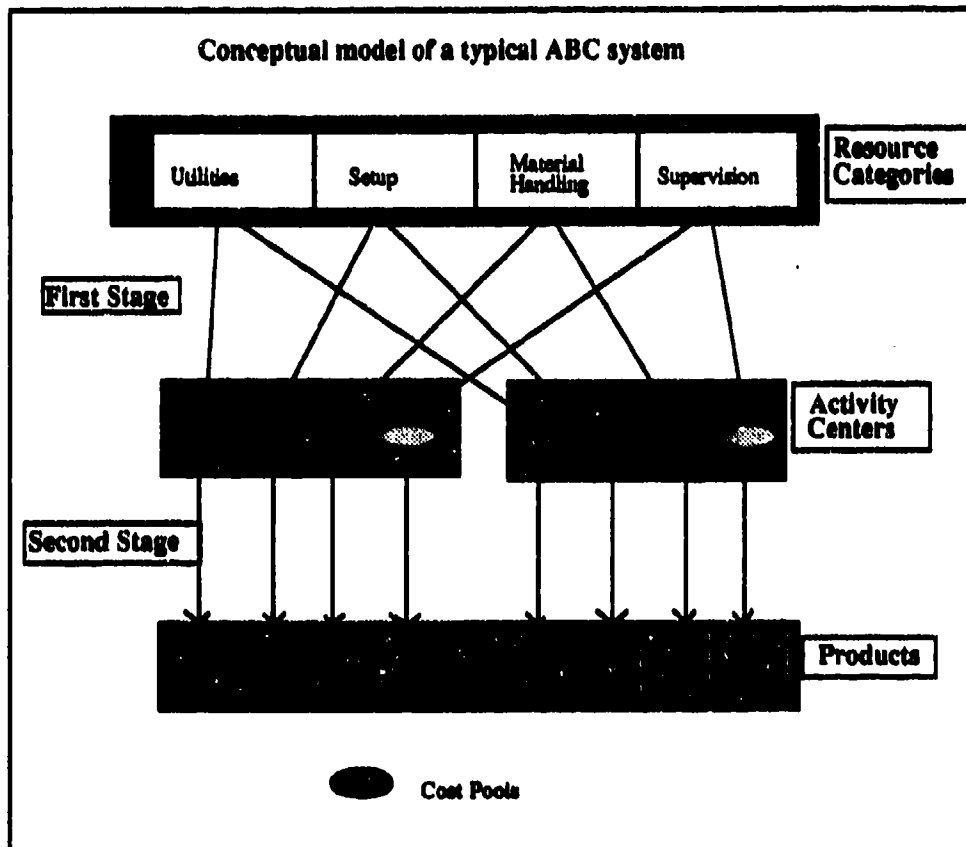 Conceptual model of a typical ABC system
Utilities
Setup
Material
Handling
Supervision
Resource
Categories
First Stage
Activity
Centers
Second Stage
Products
Cost Pools